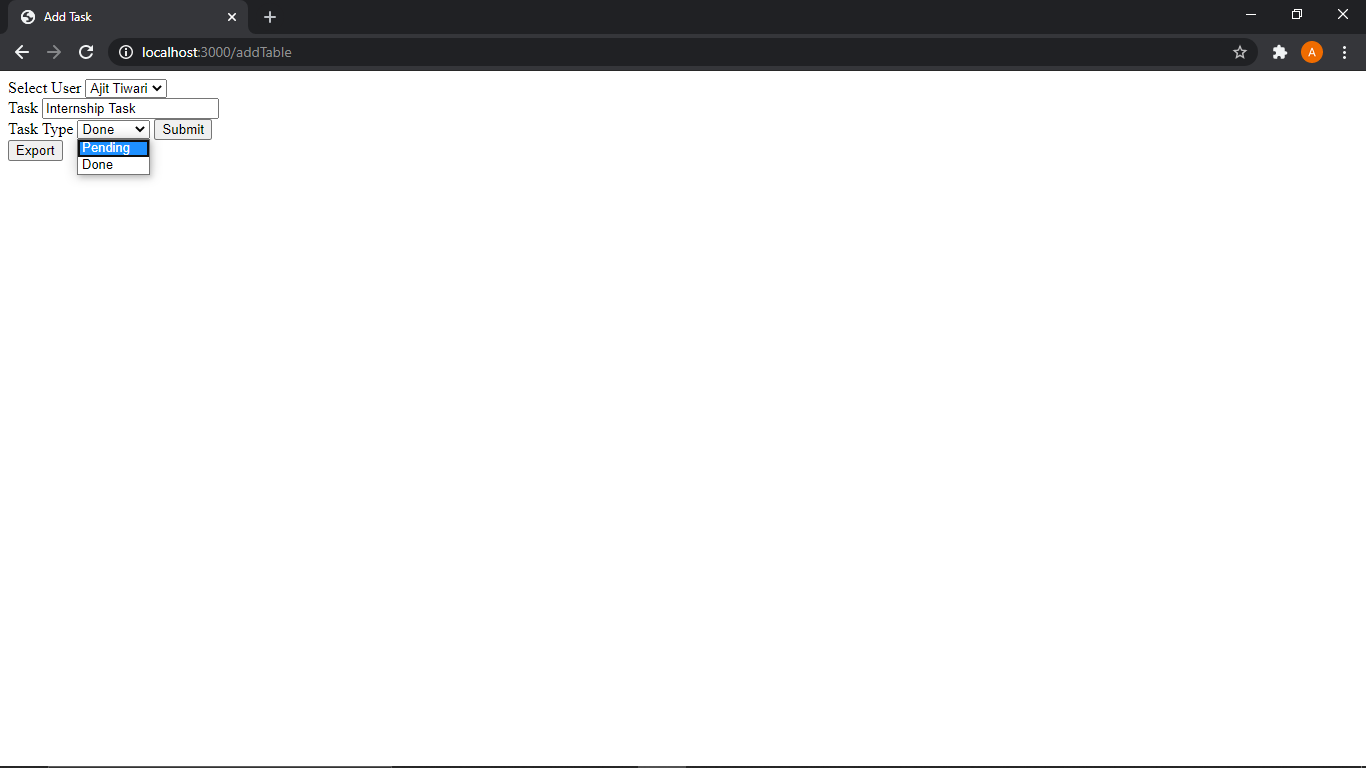 Add Task
localhost:3000/addTable
A
Select User Ajit Tiwari
Task Internship Task
Task Type Done Submit
Export Pending
Done